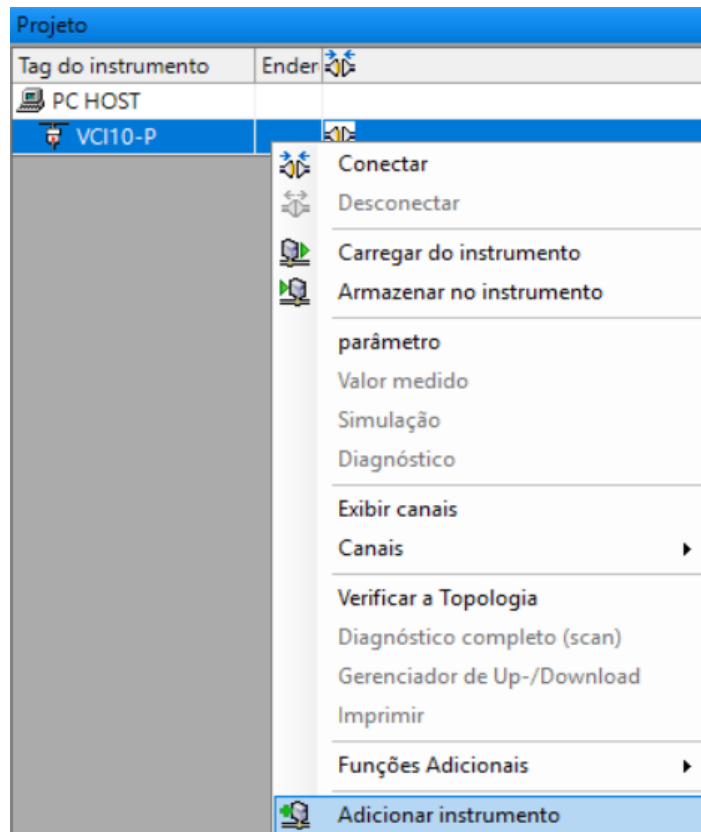 Projeto
Tag do instrumento Ender
PC HOST
VCI10-P
Conectar
Desconectar
Carregar do instrumento
Armazenar no instrumento
parâmetro
Valor medido
Simulação
Diagnóstico
Exibir canais
Canais
Verificar a Topologia
Diagnóstico completo (scan)
Gerenciador de Up-/Download
Imprimir
Funções Adicionais
Adicionar instrumento